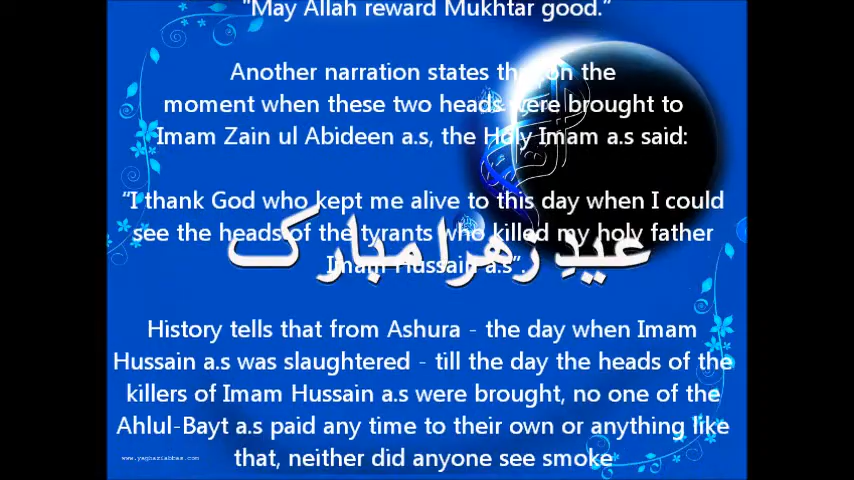 "May Allah reward Mukhtar good."
Another narration states that on the
moment when these two heads were brought to
Imam Zain ul Abideen a.s, the Holy Imam a.s said:
"I thank God who kept me alive to this day when I could
see the heads of the tyrants who killed my holy father
Imam Hussain a.s".
عیدِ زهرا مبارک
History tells that from Ashura - the day when Imam
Hussain a.s was slaughtered - till the day the heads of the
killers of Imam Hussain a.s were brought, no one of the
Ahlul-Bayt a.s paid any time to their own or anything like
that, neither did anyone see smoke
www.yaghaziabbas.com